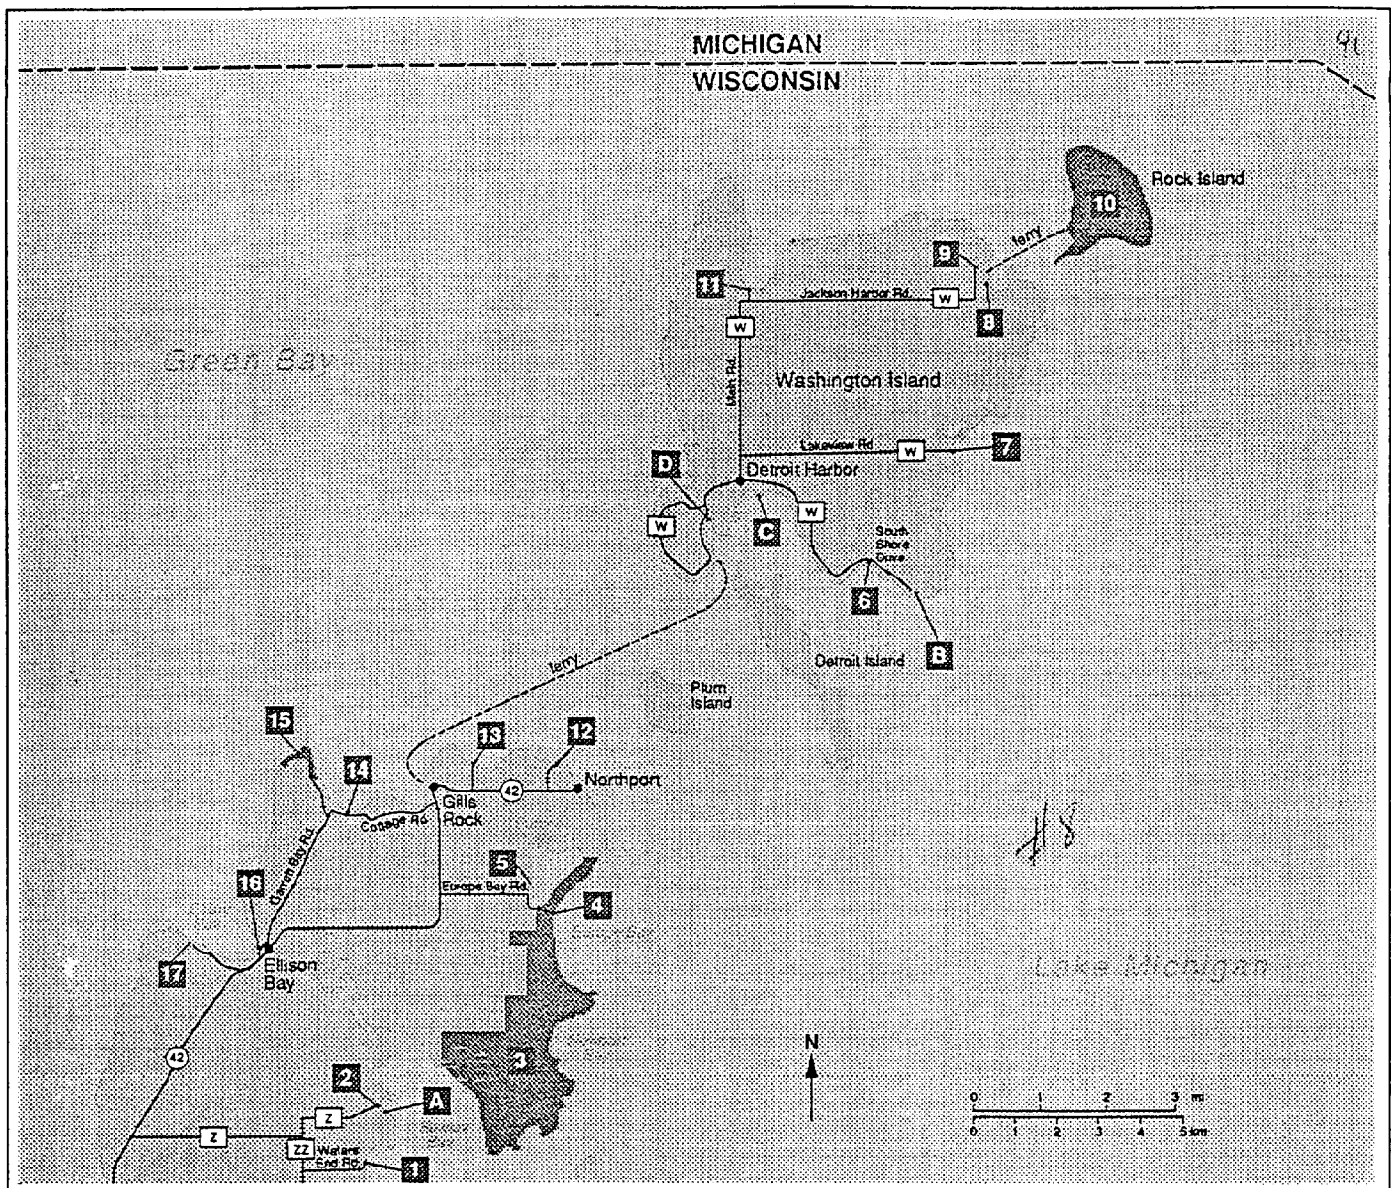 MICHIGAN
91
WISCONSIN
Rock Island
10
ferry
9
11
Jackson Harbor Rd.
W
8
W
Green Bay
Main Rd.
Washington Island
Lakeview Rd.
W
7
D
Detroit Harbor
W
C
W
South
Shore
Drive
6
Detroit Island
B
ferry
Plum
Island
15
13
12
14
Northport
42
Gills
Rock
Cottage Rd.
#8
Garrett Bay Rd.
5
Europe Bay Rd.
16
4
17
Ellison
Bay
Lake Michigan
42
3
N
2
A
Z
0 1 2 3 mi
0 1 2 3 4 5 km
Z
ZZ
Waters
End Rd.
1